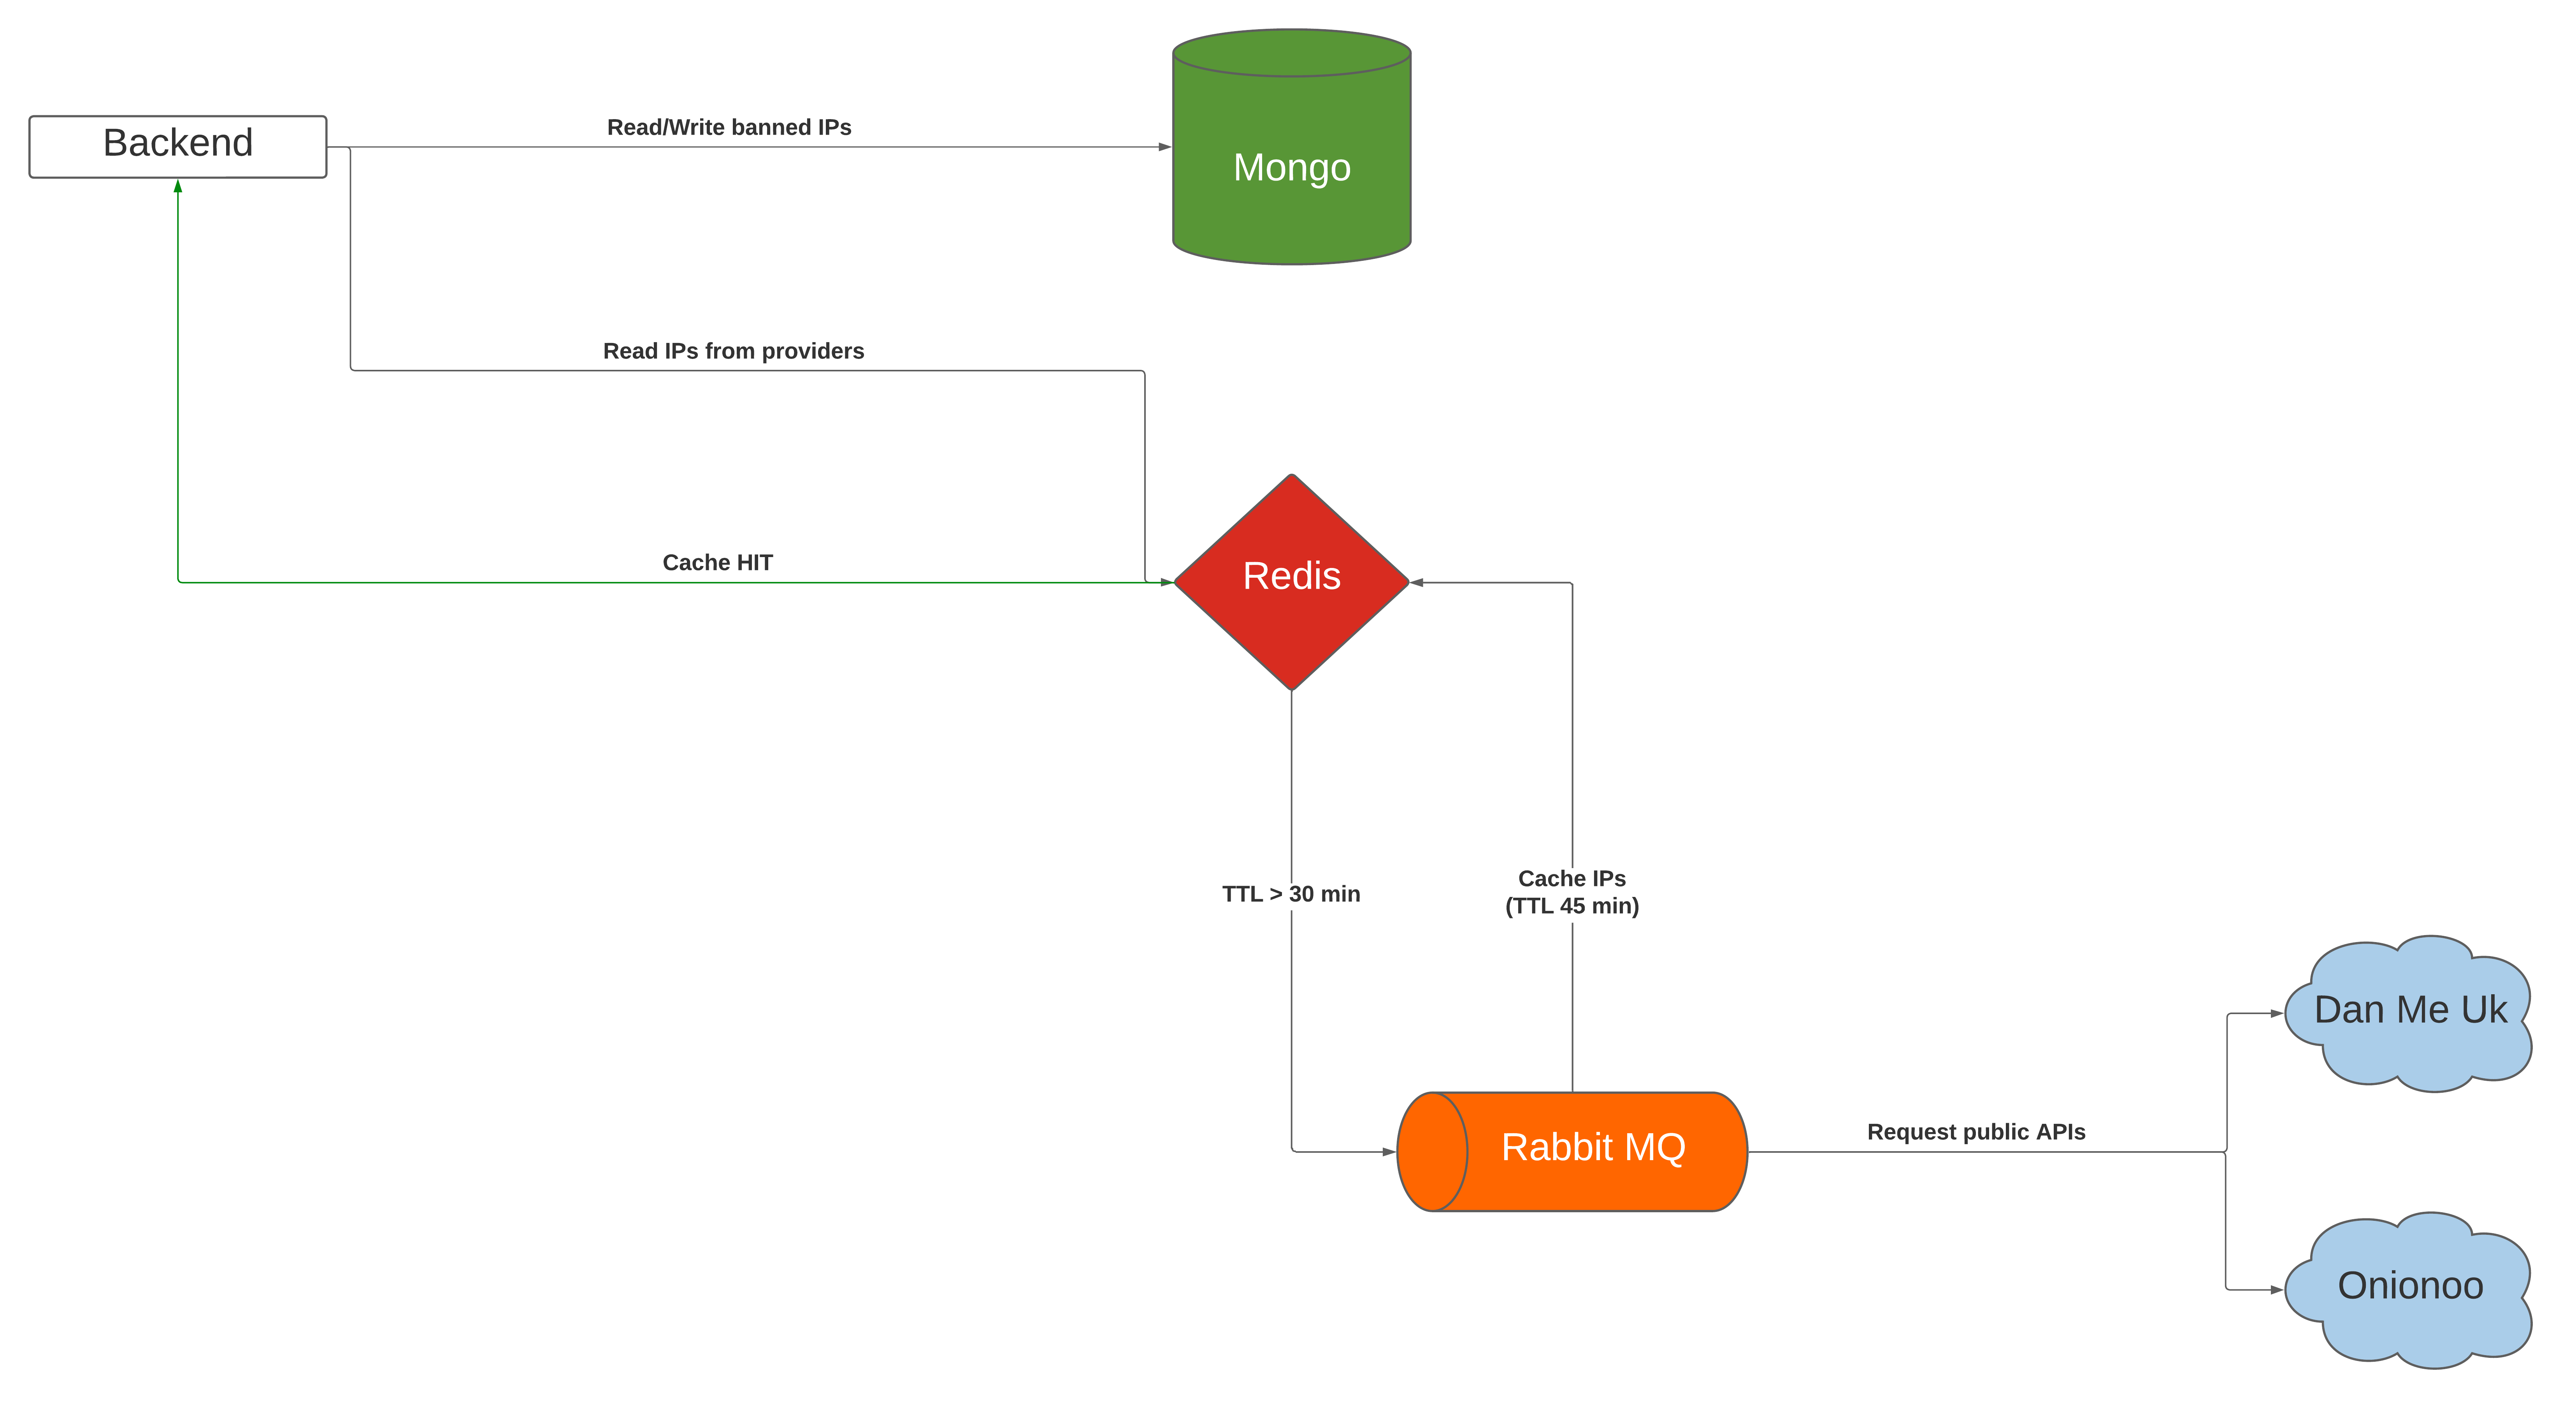 Backend
Read/Write banned IPs
Mongo
Read IPs from providers
Cache HIT
Redis
TTL > 30 min
Cache IPs
(TTL 45 min)
Dan Me Uk
Rabbit MQ
Request public APIs
Onionoo